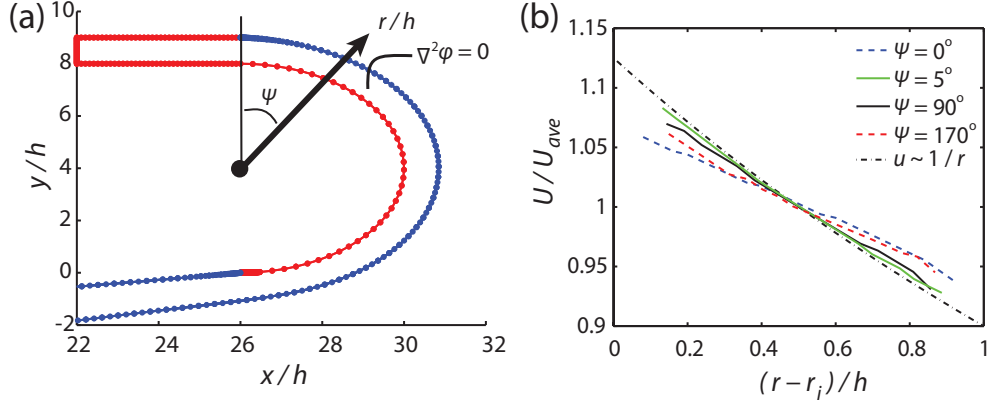 (a)
10
8
6
4
2
0
-2
y/h
22 24 26 28 30 32
x/h
r/h
∇²φ = 0
ψ
(b)
1.15
1.1
1.05
1
0.95
0.9
U / U_ave
0 0.2 0.4 0.6 0.8 1
(r – r_i) / h
Ψ = 0°
Ψ = 5°
Ψ = 90°
Ψ = 170°
u ~ 1 / r